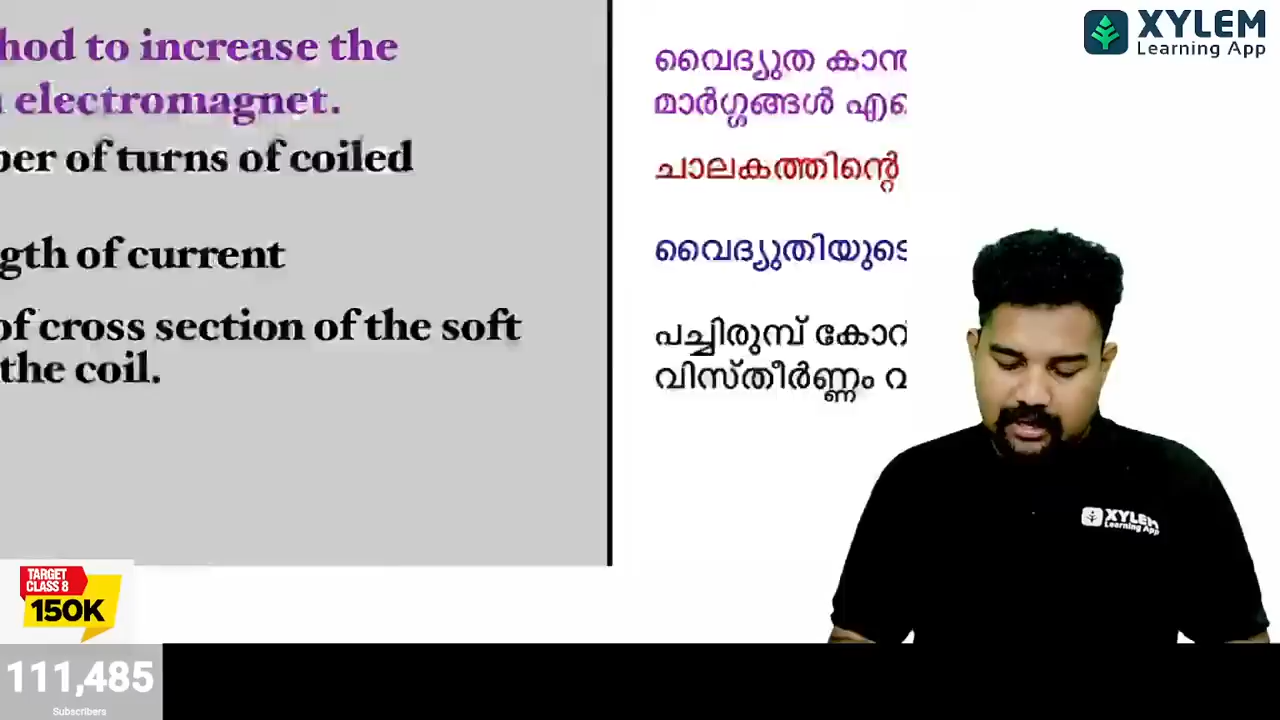 hod to increase the
electromagnet.
ber of turns of coiled
gth of current
of cross section of the soft
the coil.
വൈദ്യുത
മാർഗ്ഗങ്ങൾ
ചാലകത്തിന്റെ
വൈദ്യുതിയുടെ
പച്ചിരുമ്പ്
വിസ്തീർണ്ണം വ
XYLEM
Learning App
XYLEM
Learning App
TARGET
CLASS 8
150K
111,485
Subscribers